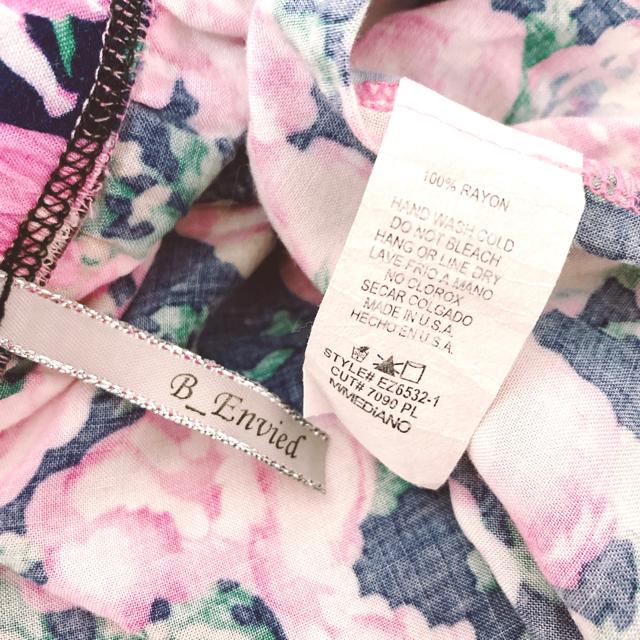 100% RAYON
HAND WASH COLD
DO NOT BLEACH
HANG OR LINE DRY
LAVE FRIO A MANO
NO CLOROX
SECAR COLGADO
MADE IN U.S.A.
HECHO EN U.S.A.
STYLE# EZ6532-1
CUT# 7090 PL
M/MEDiANO
B_Envied